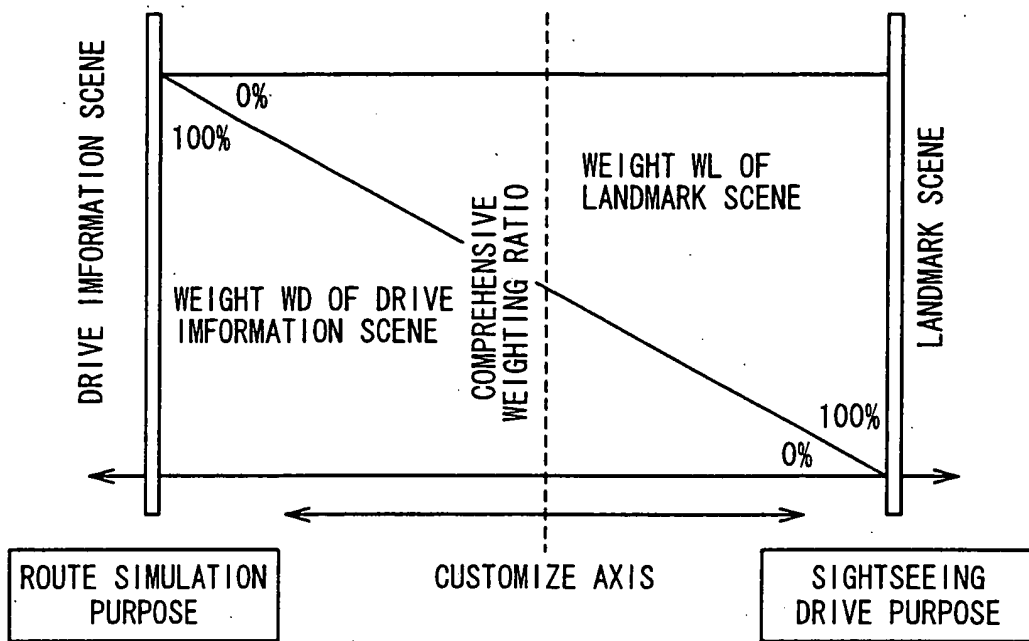 DRIVE IMFORMATION SCENE
0%
100%
WEIGHT WL OF
LANDMARK SCENE
COMPREHENSIVE
WEIGHTING RATIO
WEIGHT WD OF DRIVE
IMFORMATION SCENE
LANDMARK SCENE
100%
0%
ROUTE SIMULATION
PURPOSE
CUSTOMIZE AXIS
SIGHTSEEING
DRIVE PURPOSE